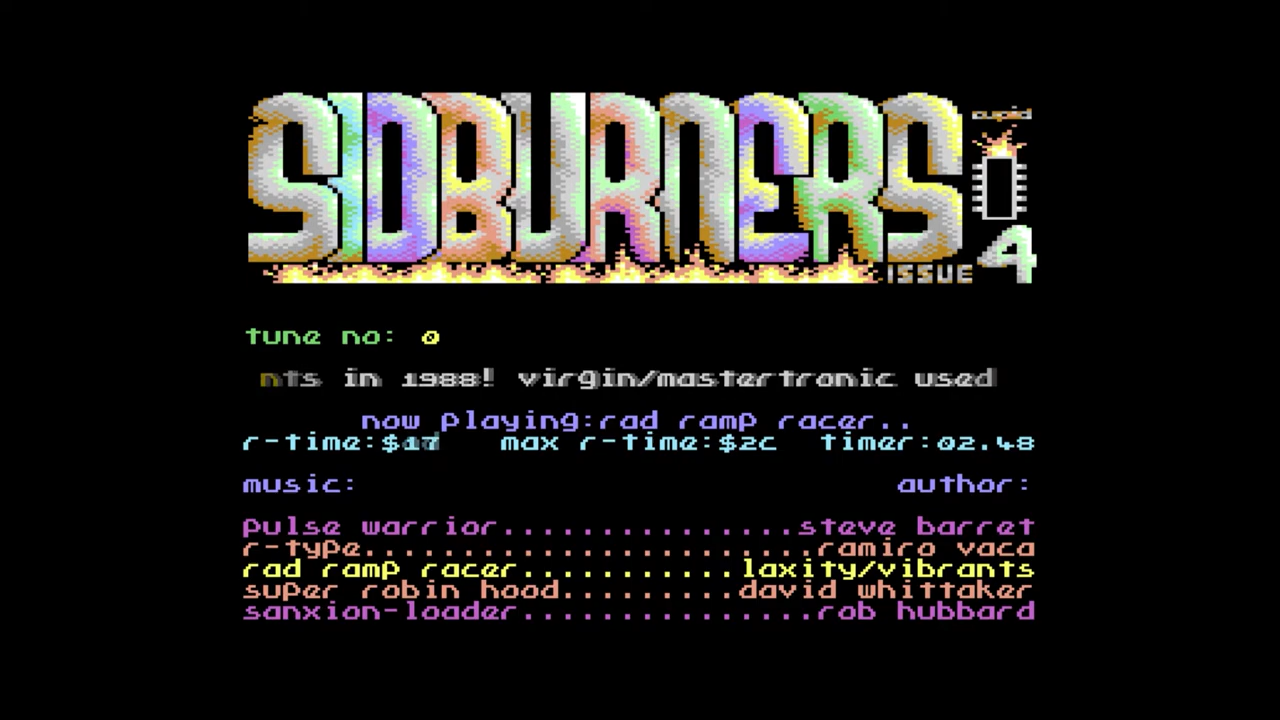 SIDBURNERS
cupid
ISSUE 4
tune no: 0
nts in 1988! virgin/mastertronic used
now playing:rad ramp racer..
r-time:$17 max r-time:$2c timer:02.48
music: author:
pulse warrior...............steve barret
r-type.......................ramiro vaca
rad ramp racer...........laxity/vibrants
super robin hood.........david whittaker
sanxion-loader...............rob hubbard